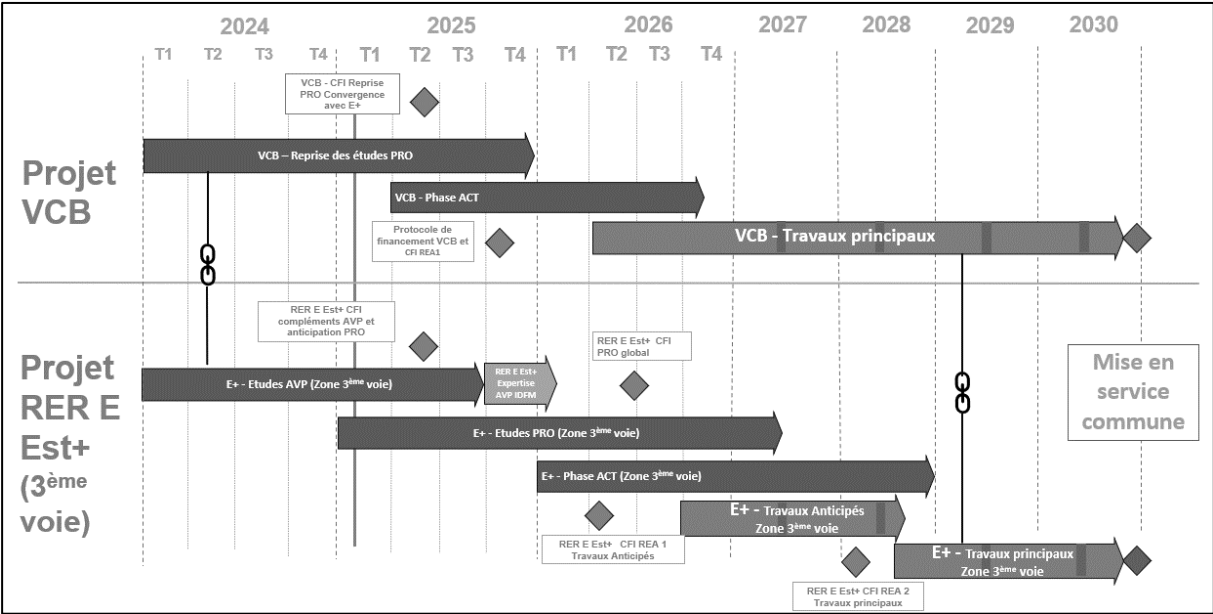 2024 2025 2026 2027 2028 2029 2030
T1 T2 T3 T4 T1 T2 T3 T4 T1 T2 T3 T4
VCB - CFI Reprise
PRO Convergence
avec E+
VCB – Reprise des études PRO
Projet
VCB
VCB - Phase ACT
Protocole de
financement VCB et
CFI REA1
VCB - Travaux principaux
RER E Est+ CFI
compléments AVP et
anticipation PRO
RER E Est+ CFI
PRO global
Projet
RER E
Est+
(3ème
voie)
E+ - Etudes AVP (Zone 3ème voie)
RER E Est+
Expertise
AVP IDFM
Mise en
service
commune
E+ - Etudes PRO (Zone 3ème voie)
E+ - Phase ACT (Zone 3ème voie)
E+ - Travaux Anticipés
Zone 3ème voie
RER E Est+ CFI REA 1
Travaux Anticipés
E+ - Travaux principaux
Zone 3ème voie
RER E Est+ CFI REA 2
Travaux principaux